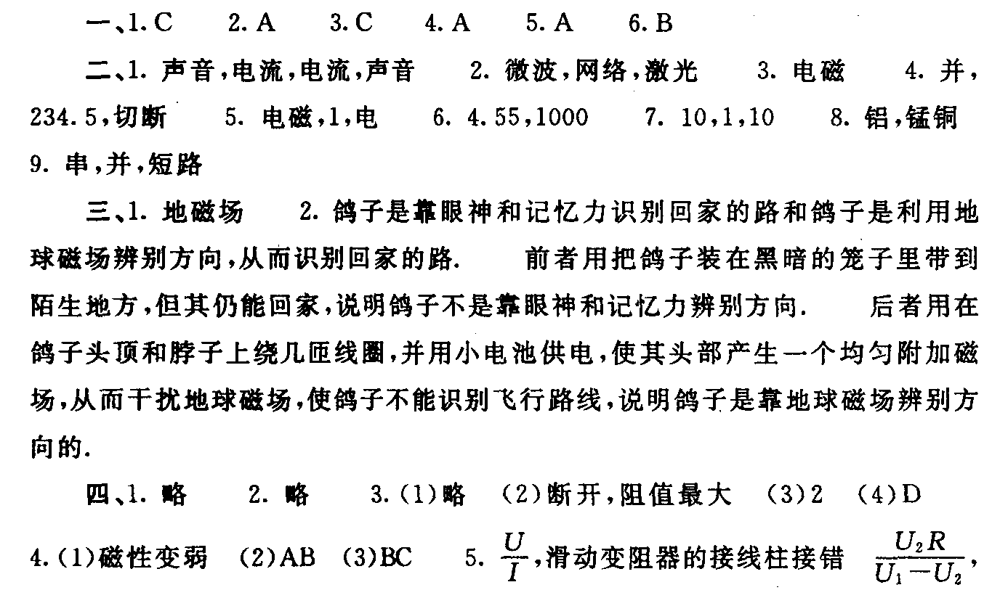 一、1. C 2. A 3. C 4. A 5. A 6. B
二、1. 声音,电流,电流,声音 2. 微波,网络,激光 3. 电磁 4. 并,
234.5,切断 5. 电磁,1,电 6. 4.55,1000 7. 10,1,10 8. 铝,锰铜
9. 串,并,短路
三、1. 地磁场 2. 鸽子是靠眼神和记忆力识别回家的路和鸽子是利用地
球磁场辨别方向,从而识别回家的路. 前者用把鸽子装在黑暗的笼子里带到
陌生地方,但其仍能回家,说明鸽子不是靠眼神和记忆力辨别方向. 后者用在
鸽子头顶和脖子上绕几匝线圈,并用小电池供电,使其头部产生一个均匀附加磁
场,从而干扰地球磁场,使鸽子不能识别飞行路线,说明鸽子是靠地球磁场辨别方
向的.
四、1. 略 2. 略 3. (1)略 (2)断开,阻值最大 (3)2 (4)D
4. (1)磁性变弱 (2)AB (3)BC 5. U/I,滑动变阻器的接线柱接错 U₂R/(U₁-U₂),